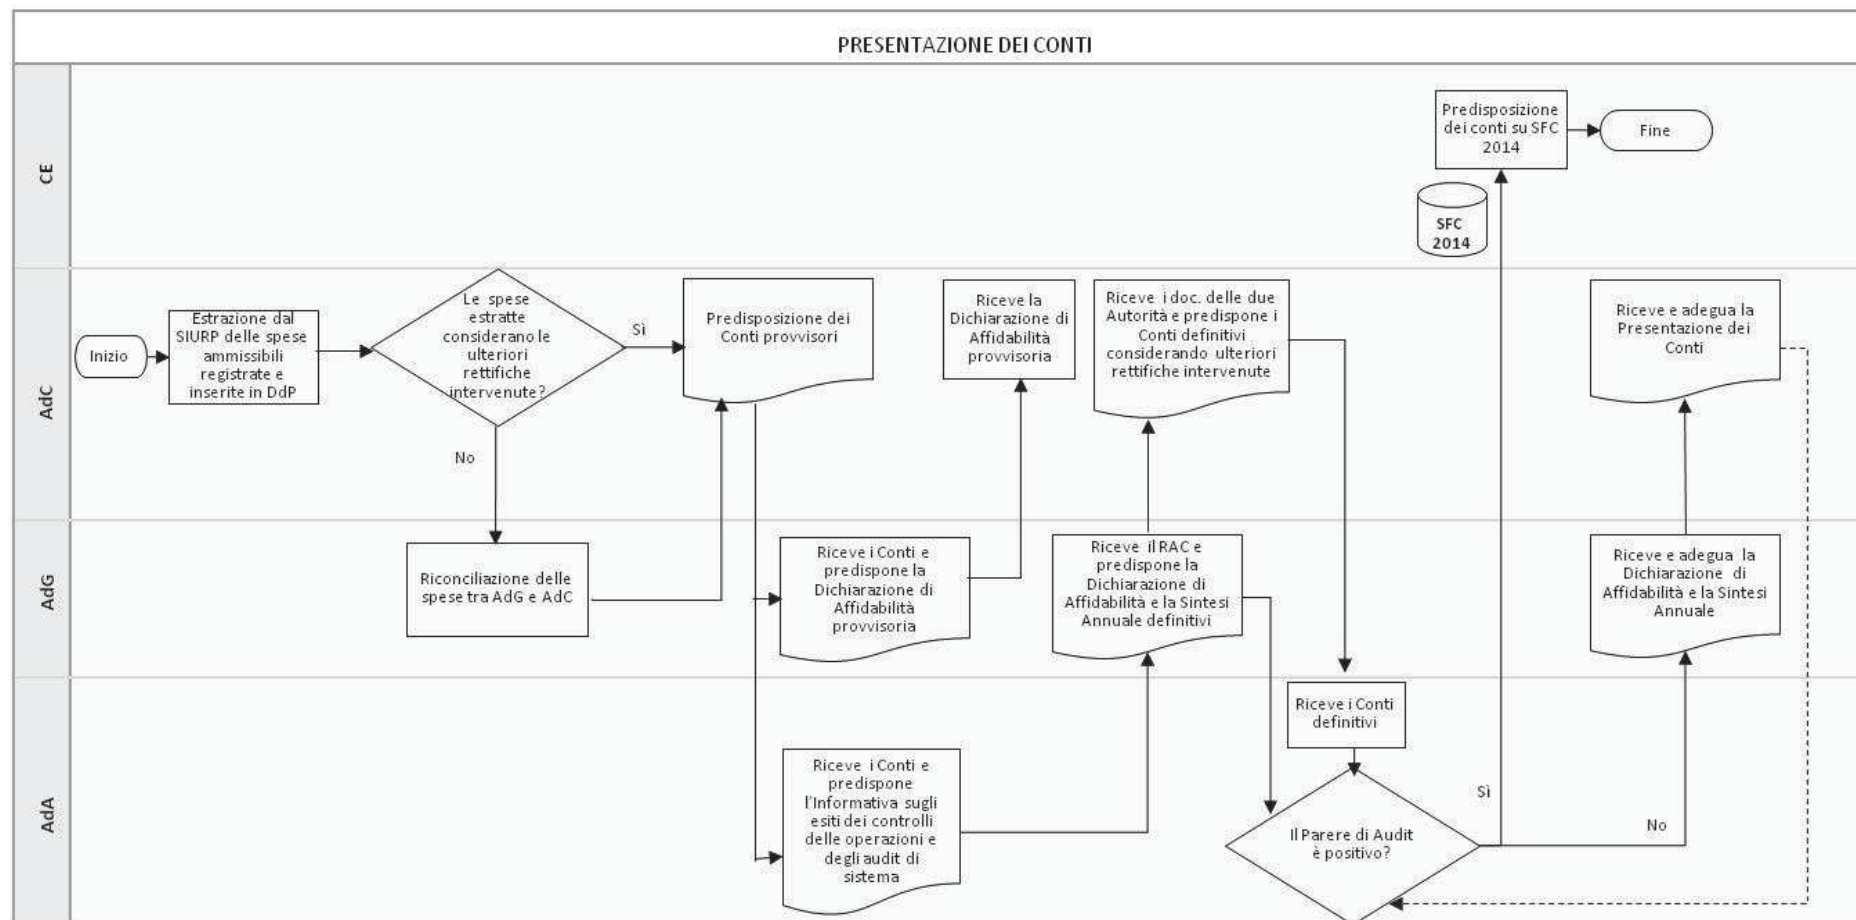 PRESENTAZIONE DEI CONTI
CE
Predisposizione
dei conti su SFC
2014
Fine
SFC
2014
AdC
Inizio
Estrazione dal
SIURP delle spese
ammissibili
registrate e
inserite in DdP
Le spese
estratte
considerano le
ulteriori
rettifiche
intervenute?
Sì
No
Predisposizione dei
Conti provvisori
Riceve la
Dichiarazione di
Affidabilità
provvisoria
Riceve i doc. delle due
Autorità e predispone i
Conti definitivi
considerando ulteriori
rettifiche intervenute
Riceve e adegua la
Presentazione dei
Conti
AdG
Riconciliazione delle
spese tra AdG e AdC
Riceve i Conti e
predispone la
Dichiarazione di
Affidabilità
provvisoria
Riceve il RAC e
predispone la
Dichiarazione di
Affidabilità e la Sintesi
Annuale definitivi
Riceve e adegua la
Dichiarazione di
Affidabilità e la Sintesi
Annuale
AdA
Riceve i Conti e
predispone
l'Informativa sugli
esiti dei controlli
delle operazioni e
degli audit di
sistema
Riceve i Conti
definitivi
Il Parere di Audit
è positivo?
Sì
No